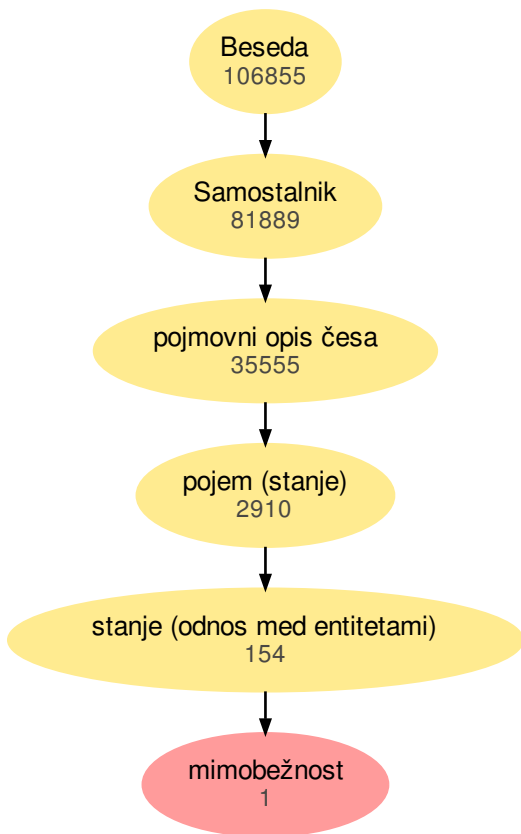 Beseda
106855
Samostalnik
81889
pojmovni opis česa
35555
pojem (stanje)
2910
stanje (odnos med entitetami)
154
mimobežnost
1